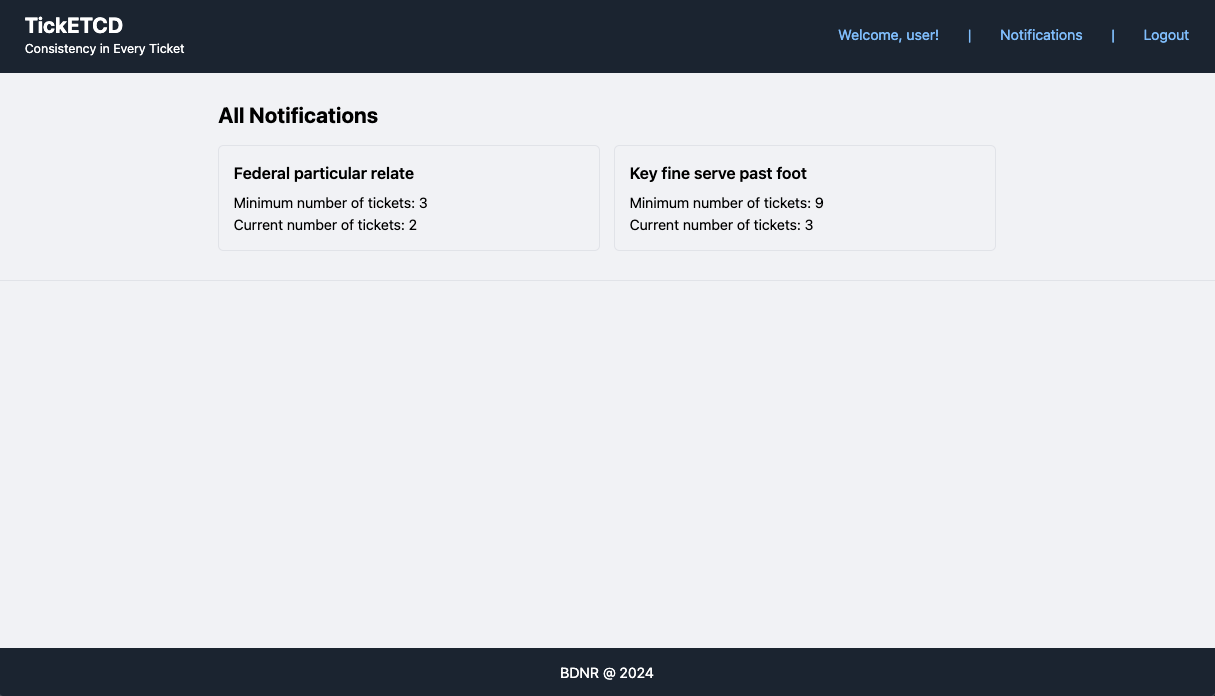 TickETCD
Consistency in Every Ticket
Welcome, user! | Notifications | Logout
All Notifications
Federal particular relate
Minimum number of tickets: 3
Current number of tickets: 2
Key fine serve past foot
Minimum number of tickets: 9
Current number of tickets: 3
BDNR @ 2024